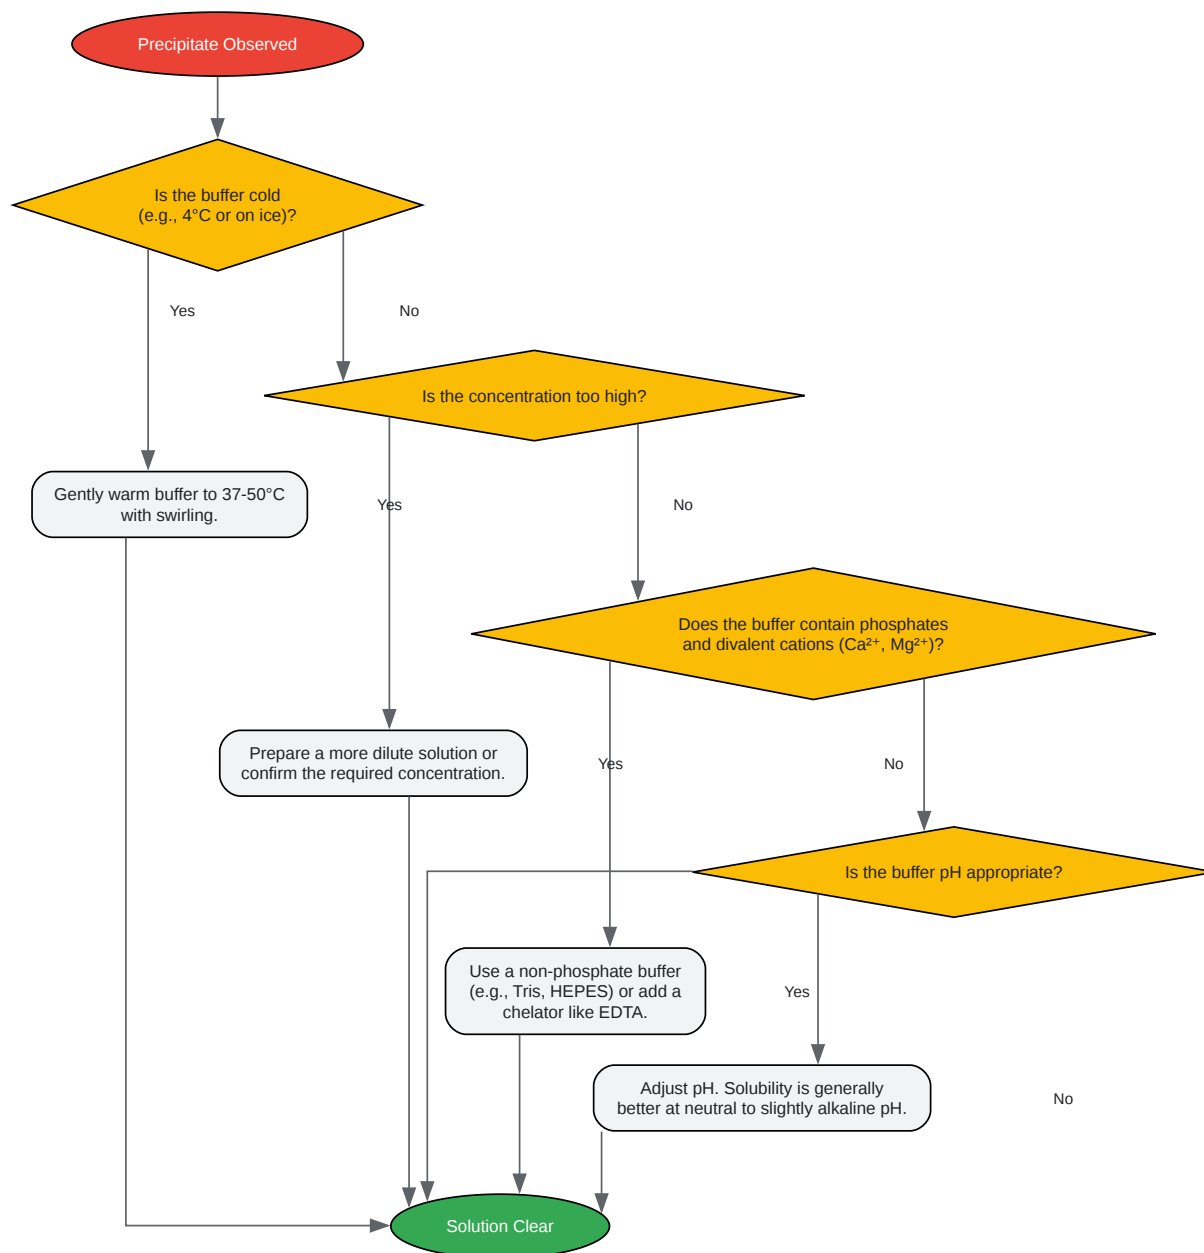 Precipitate Observed
Is the buffer cold
(e.g., 4°C or on ice)?
Yes
No
Is the concentration too high?
Gently warm buffer to 37-50°C
with swirling.
Yes
No
Does the buffer contain phosphates
and divalent cations (Ca²⁺, Mg²⁺)?
Prepare a more dilute solution or
confirm the required concentration.
Yes
No
Is the buffer pH appropriate?
Use a non-phosphate buffer
(e.g., Tris, HEPES) or add a
chelator like EDTA.
Yes
Adjust pH. Solubility is generally
better at neutral to slightly alkaline pH.
No
Solution Clear